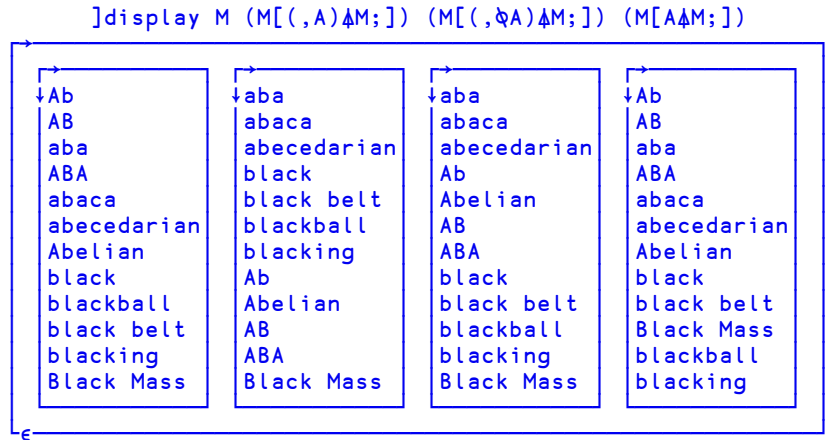 ]display M (M[(,A)⍋M;]) (M[(,⍉A)⍋M;]) (M[A⍋M;])
┌→────────────────────────────────────────────────────────────┐
│ ┌→───────────┐ ┌→───────────┐ ┌→───────────┐ ┌→───────────┐ │
│ ↓Ab          │ ↓aba         │ ↓aba         │ ↓Ab          │ │
│ │AB          │ │abaca       │ │abaca       │ │AB          │ │
│ │aba         │ │abecedarian │ │abecedarian │ │aba         │ │
│ │ABA         │ │black       │ │Ab          │ │ABA         │ │
│ │abaca       │ │black belt  │ │Abelian     │ │abaca       │ │
│ │abecedarian │ │blackball   │ │AB          │ │abecedarian │ │
│ │Abelian     │ │blacking    │ │ABA         │ │Abelian     │ │
│ │black       │ │Ab          │ │black       │ │black       │ │
│ │blackball   │ │Abelian     │ │black belt  │ │black belt  │ │
│ │black belt  │ │AB          │ │blackball   │ │Black Mass  │ │
│ │blacking    │ │ABA         │ │blacking    │ │blackball   │ │
│ │Black Mass  │ │Black Mass  │ │Black Mass  │ │blacking    │ │
│ └────────────┘ └────────────┘ └────────────┘ └────────────┘ │
└∊────────────────────────────────────────────────────────────┘